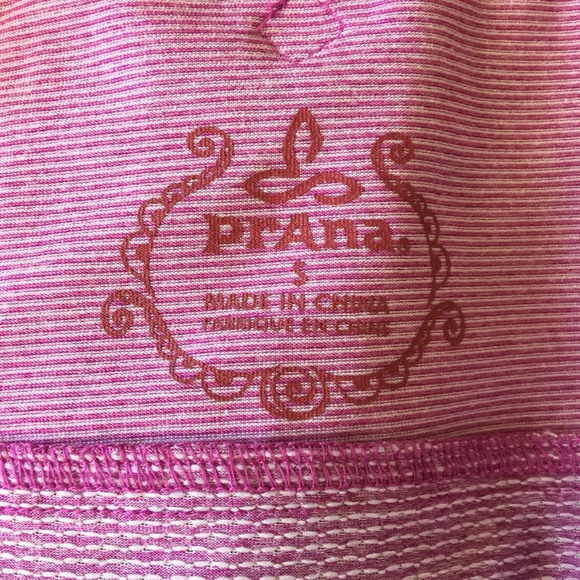 prAna®
S
MADE IN CHINA
FABRIQUÉ EN CHINE